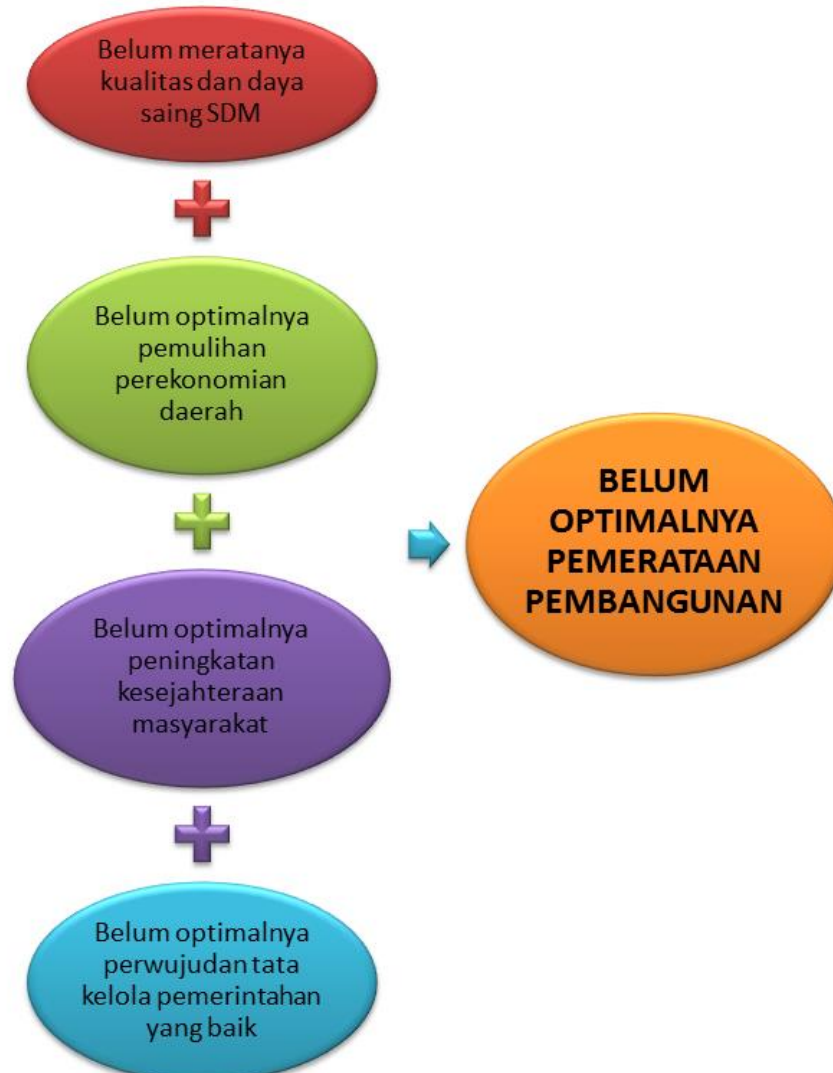 Belum meratanya
kualitas dan daya
saing SDM
Belum optimalnya
pemulihan
perekonomian
daerah
Belum optimalnya
peningkatan
kesejahteraan
masyarakat
Belum optimalnya
perwujudan tata
kelola pemerintahan
yang baik
BELUM
OPTIMALNYA
PEMERATAAN
PEMBANGUNAN